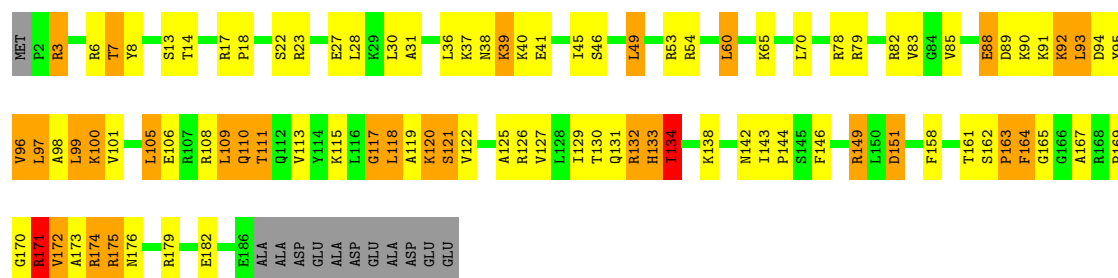 MET P2 R3 R6 T7 Y8 S13 T14 R17 P18 S22 R23 E27 L28 K29 L30 A31 L36 K37 N38 K39 K40 E41 I45 S46 L49 R53 R54 L60 K65 L70 R78 R79 R82 V83 G84 V85 E88 D89 K90 K91 K92 L93 D94 Y95
V96 L97 A98 L99 K100 V101 L105 E106 R107 R108 L109 Q110 T111 Q112 V113 Y114 K115 L116 G117 L118 A119 K120 S121 V122 A125 R126 V127 L128 I129 T130 Q131 R132 H133 I134 K138 N142 I143 P144 S145 F146 R149 L150 D151 F158 T161 S162 P163 F164 G165 G166 A167 R168 P169
G170 R171 V172 A173 R174 R175 N176 R179 E182 E186 ALA ALA ASP GLU ALA ASP GLU ALA ASP GLU GLU